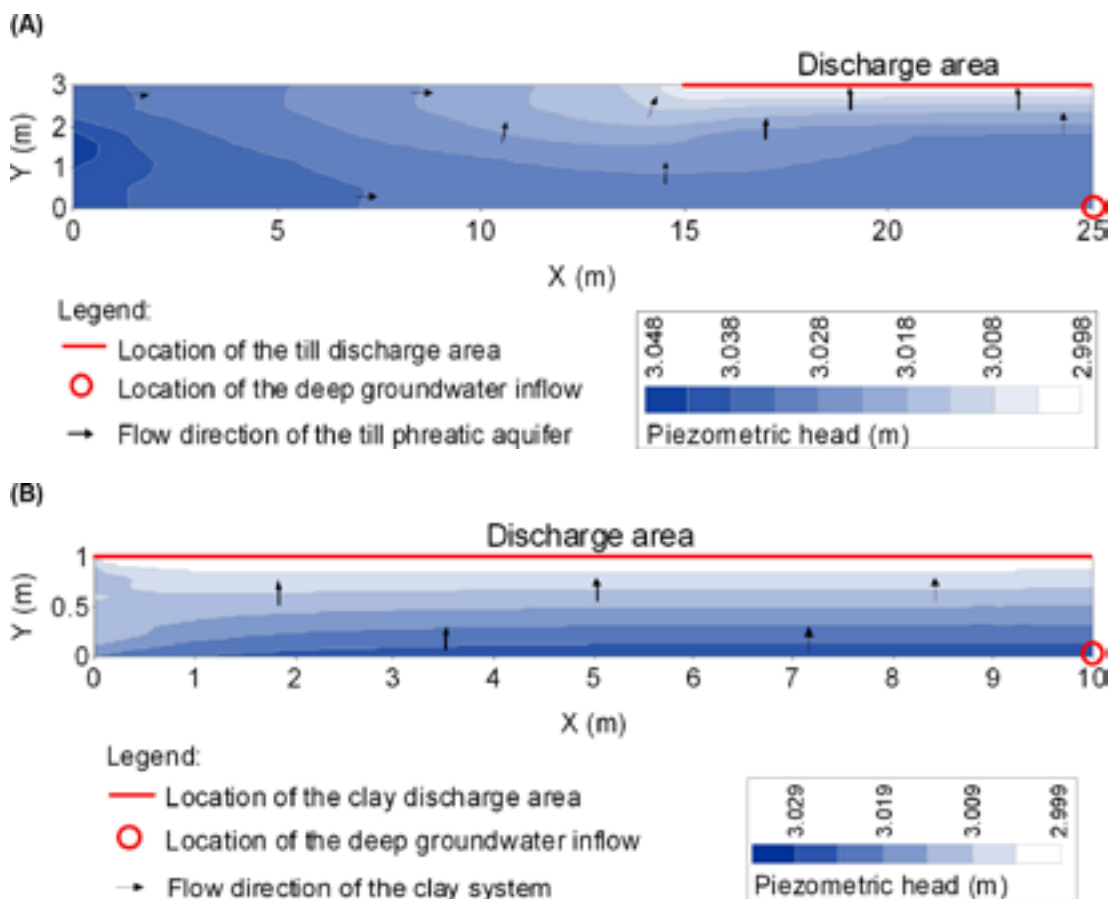 (A)
Discharge area
3
2
1
0
Y (m)
0 5 10 15 20 25
X (m)
Legend:
Location of the till discharge area
Location of the deep groundwater inflow
Flow direction of the till phreatic aquifer
3.048 3.038 3.028 3.018 3.008 2.998
Piezometric head (m)
(B)
Discharge area
1
0.5
0
Y (m)
0 1 2 3 4 5 6 7 8 9 10
X (m)
Legend:
Location of the clay discharge area
Location of the deep groundwater inflow
Flow direction of the clay system
3.029 3.019 3.009 2.999
Piezometric head (m)